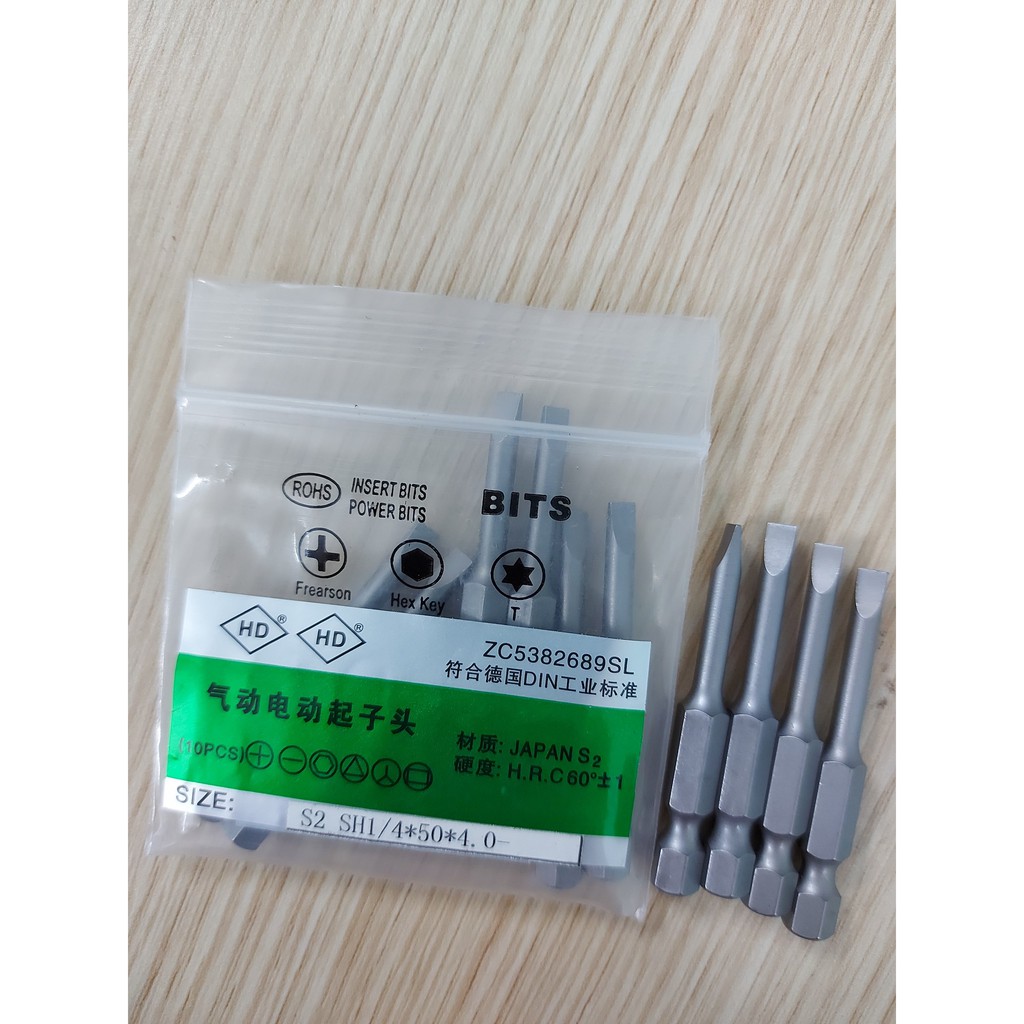 ROHS
INSERT BITS
POWER BITS
BITS
Frearson
Hex Key
T
HD®
HD®
ZC5382689SL
符合德国DIN工业标准
气动电动起子头
(10PCS)
材质: JAPAN S2
硬度: H.R.C60°±1
SIZE:
S2 SH1/4*50*4.0-